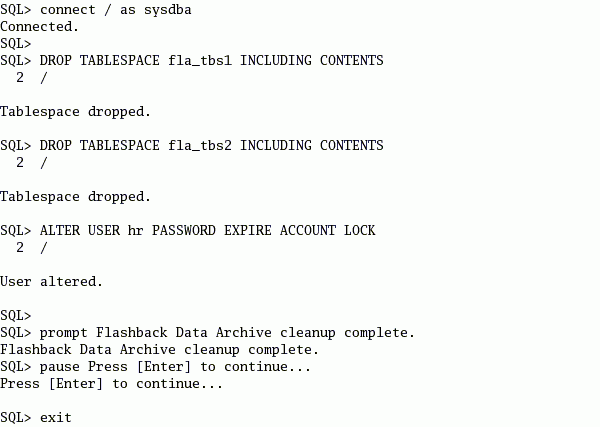 SQL> connect / as sysdba
Connected.
SQL>
SQL> DROP TABLESPACE fla_tbs1 INCLUDING CONTENTS
  2  /
Tablespace dropped.
SQL> DROP TABLESPACE fla_tbs2 INCLUDING CONTENTS
  2  /
Tablespace dropped.
SQL> ALTER USER hr PASSWORD EXPIRE ACCOUNT LOCK
  2  /
User altered.
SQL>
SQL> prompt Flashback Data Archive cleanup complete.
Flashback Data Archive cleanup complete.
SQL> pause Press [Enter] to continue...
Press [Enter] to continue...
SQL> exit